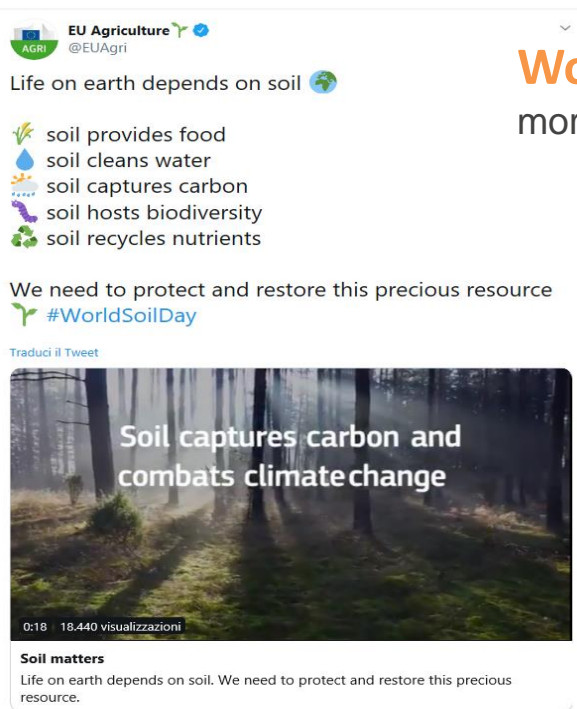 EU Agriculture
AGRI
@EUAgri
Life on earth depends on soil
soil provides food
soil cleans water
soil captures carbon
soil hosts biodiversity
soil recycles nutrients
We need to protect and restore this precious resource
#WorldSoilDay
Traduci il Tweet
Soil captures carbon and
combats climate change
0:18 18.440 visualizzazioni
Soil matters
Life on earth depends on soil. We need to protect and restore this precious
resource.
Wo
mor